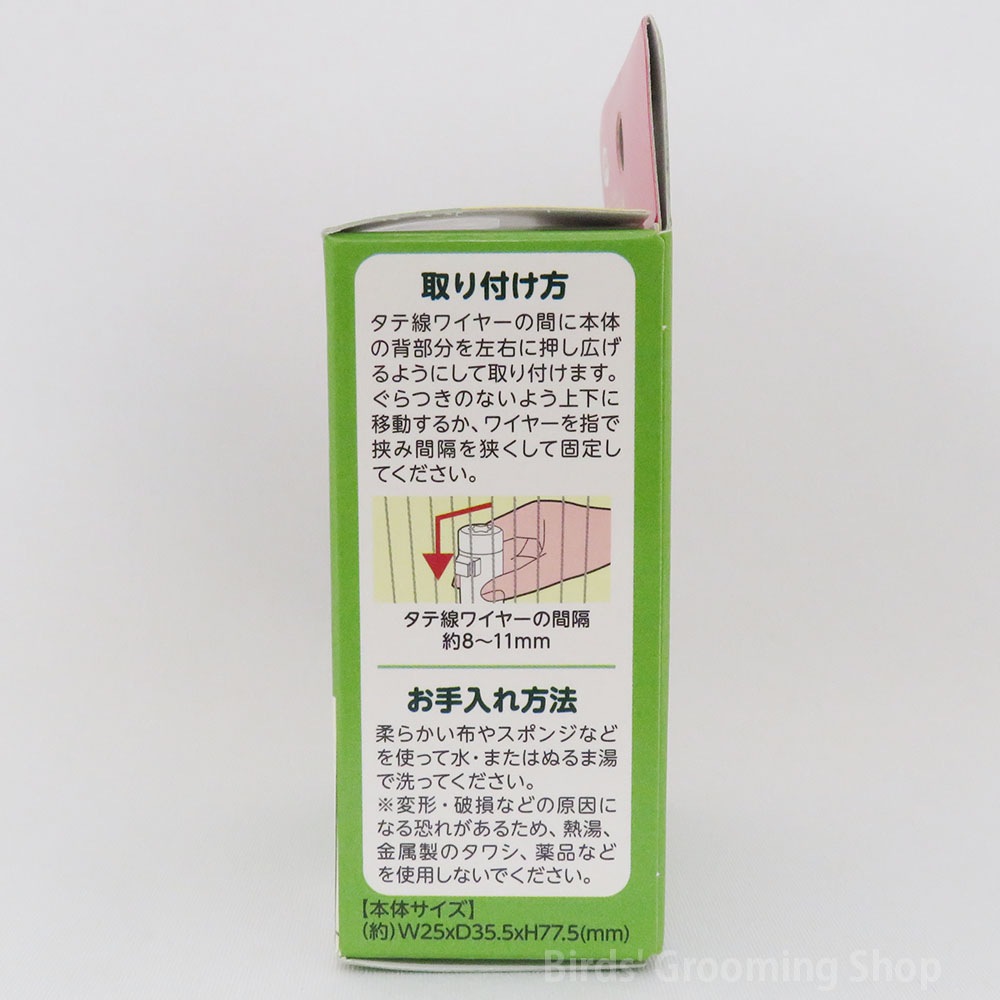 取り付け方
タテ線ワイヤーの間に本体
の背部分を左右に押し広げ
るようにして取り付けます。
ぐらつきのないよう上下に
移動するか、ワイヤーを指で
挟み間隔を狭くして固定し
てください。
タテ線ワイヤーの間隔
約8〜11mm
お手入れ方法
柔らかい布やスポンジなど
を使って水・またはぬるま湯
で洗ってください。
※変形・破損などの原因に
なる恐れがあるため、熱湯、
金属製のタワシ、薬品など
を使用しないでください。
【本体サイズ】
(約)W25xD35.5xH77.5(mm)
Birds' Grooming Shop